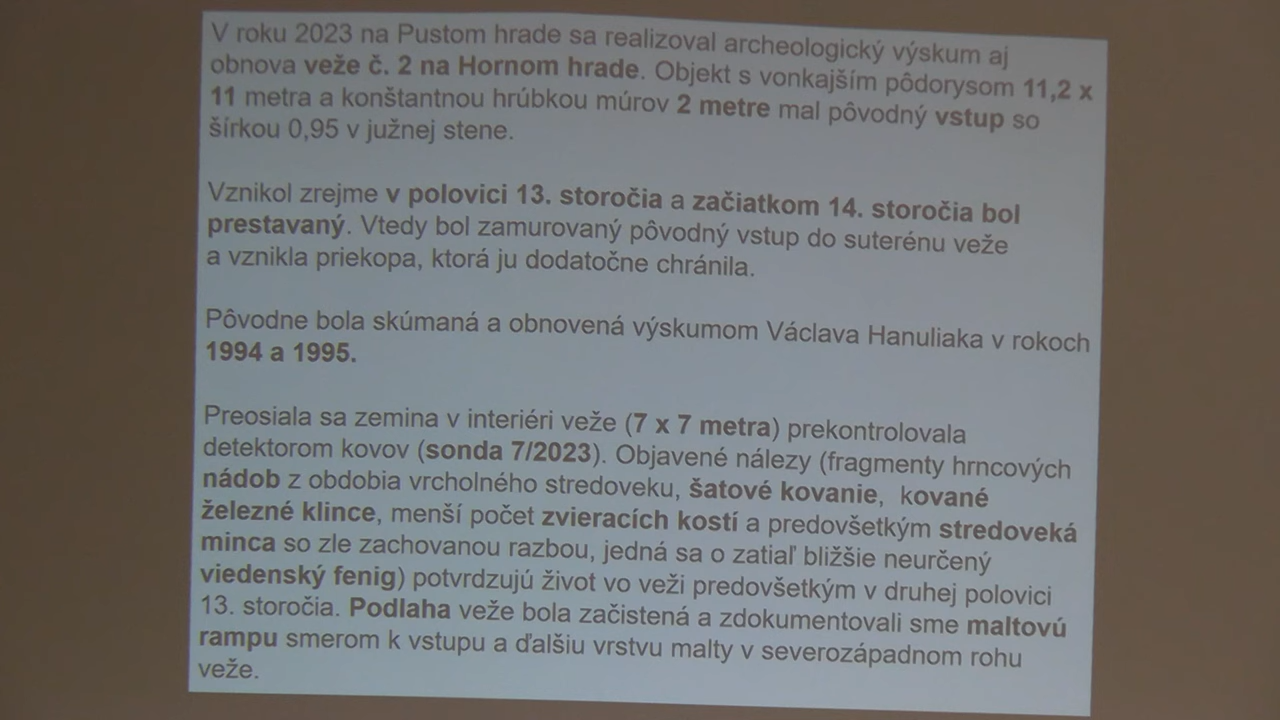 V roku 2023 na Pustom hrade sa realizoval archeologický výskum aj
obnova veže č. 2 na Hornom hrade. Objekt s vonkajším pôdorysom 11,2 x
11 metra a konštantnou hrúbkou múrov 2 metre mal pôvodný vstup so
šírkou 0,95 v južnej stene.
Vznikol zrejme v polovici 13. storočia a začiatkom 14. storočia bol
prestavaný. Vtedy bol zamurovaný pôvodný vstup do suterénu veže
a vznikla priekopa, ktorá ju dodatočne chránila.
Pôvodne bola skúmaná a obnovená výskumom Václava Hanuliaka v rokoch
1994 a 1995.
Preosiala sa zemina v interiéri veže (7 x 7 metra) prekontrolovala
detektorom kovov (sonda 7/2023). Objavené nálezy (fragmenty hrncových
nádob z obdobia vrcholného stredoveku, šatové kovanie, kované
železné klince, menší počet zvieracích kostí a predovšetkým stredoveká
minca so zle zachovanou razbou, jedná sa o zatiaľ bližšie neurčený
viedenský fenig) potvrdzujú život vo veži predovšetkým v druhej polovici
13. storočia. Podlaha veže bola začistená a zdokumentovali sme maltovú
rampu smerom k vstupu a ďalšiu vrstvu malty v severozápadnom rohu
veže.